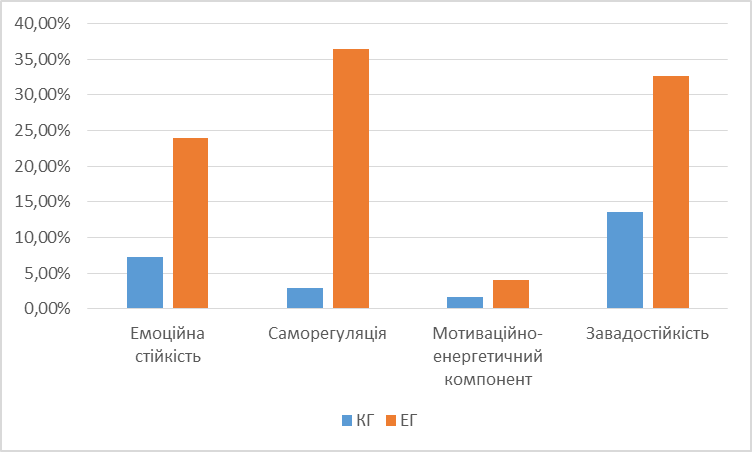 40,00%
35,00%
30,00%
25,00%
20,00%
15,00%
10,00%
5,00%
0,00%
Емоційна
стійкість
Саморегуляція
Мотиваційно-
енергетичний
компонент
Завадостійкість
КГ ЕГ